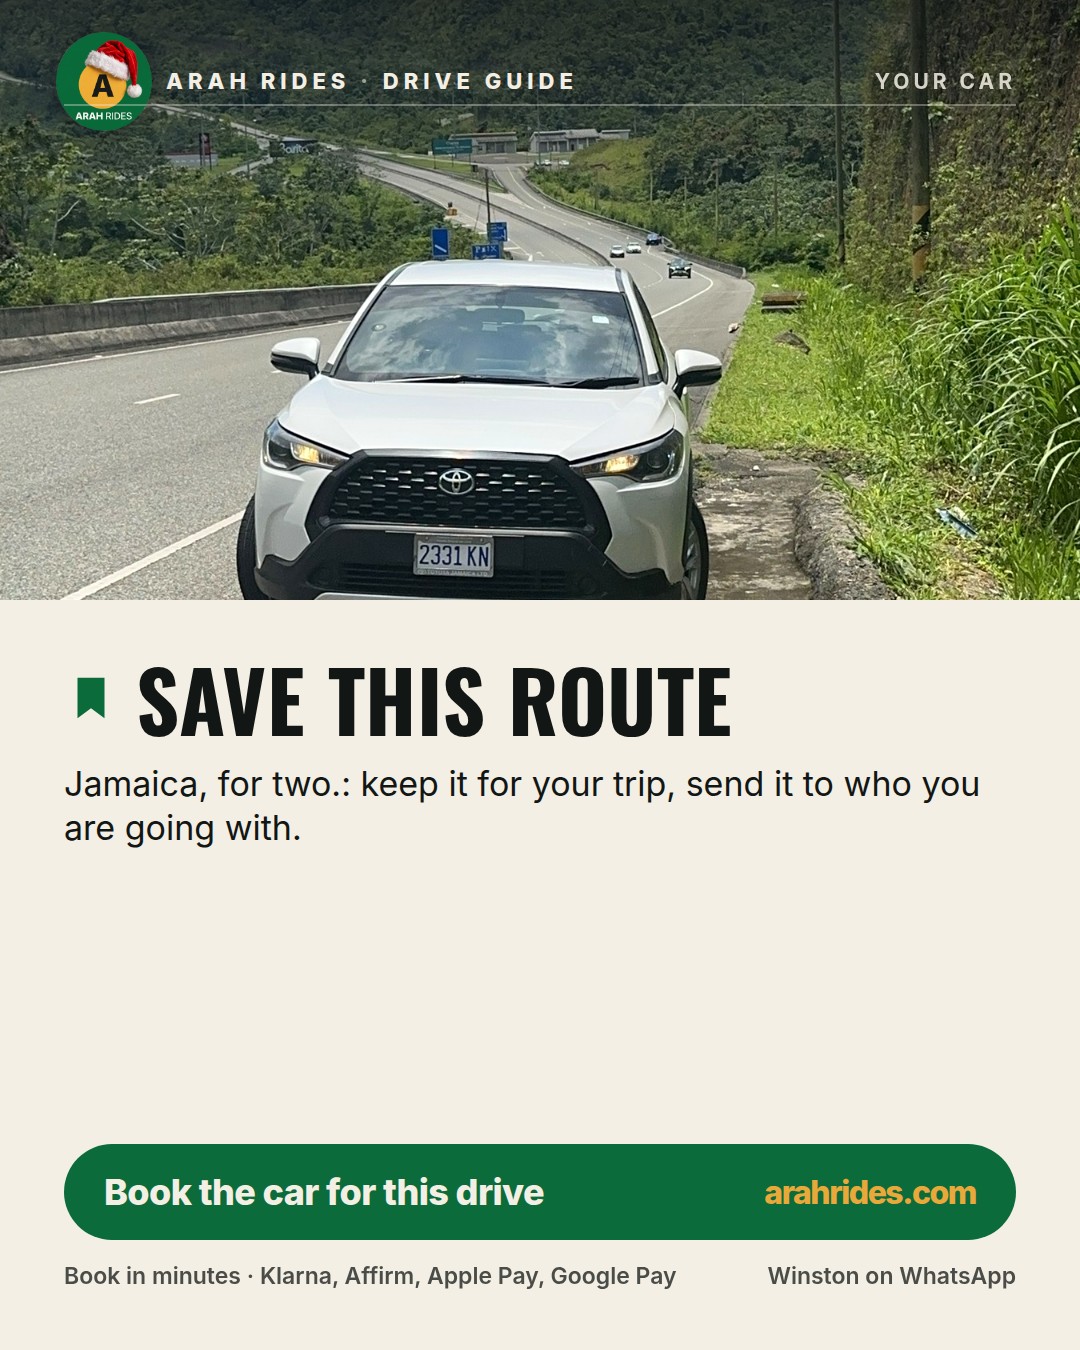 A
ARAH RIDES
ARAH RIDES · DRIVE GUIDE
YOUR CAR
2331 KN
SAVE THIS ROUTE
Jamaica, for two.: keep it for your trip, send it to who you
are going with.
Book the car for this drive
arahrides.com
Book in minutes · Klarna, Affirm, Apple Pay, Google Pay
Winston on WhatsApp